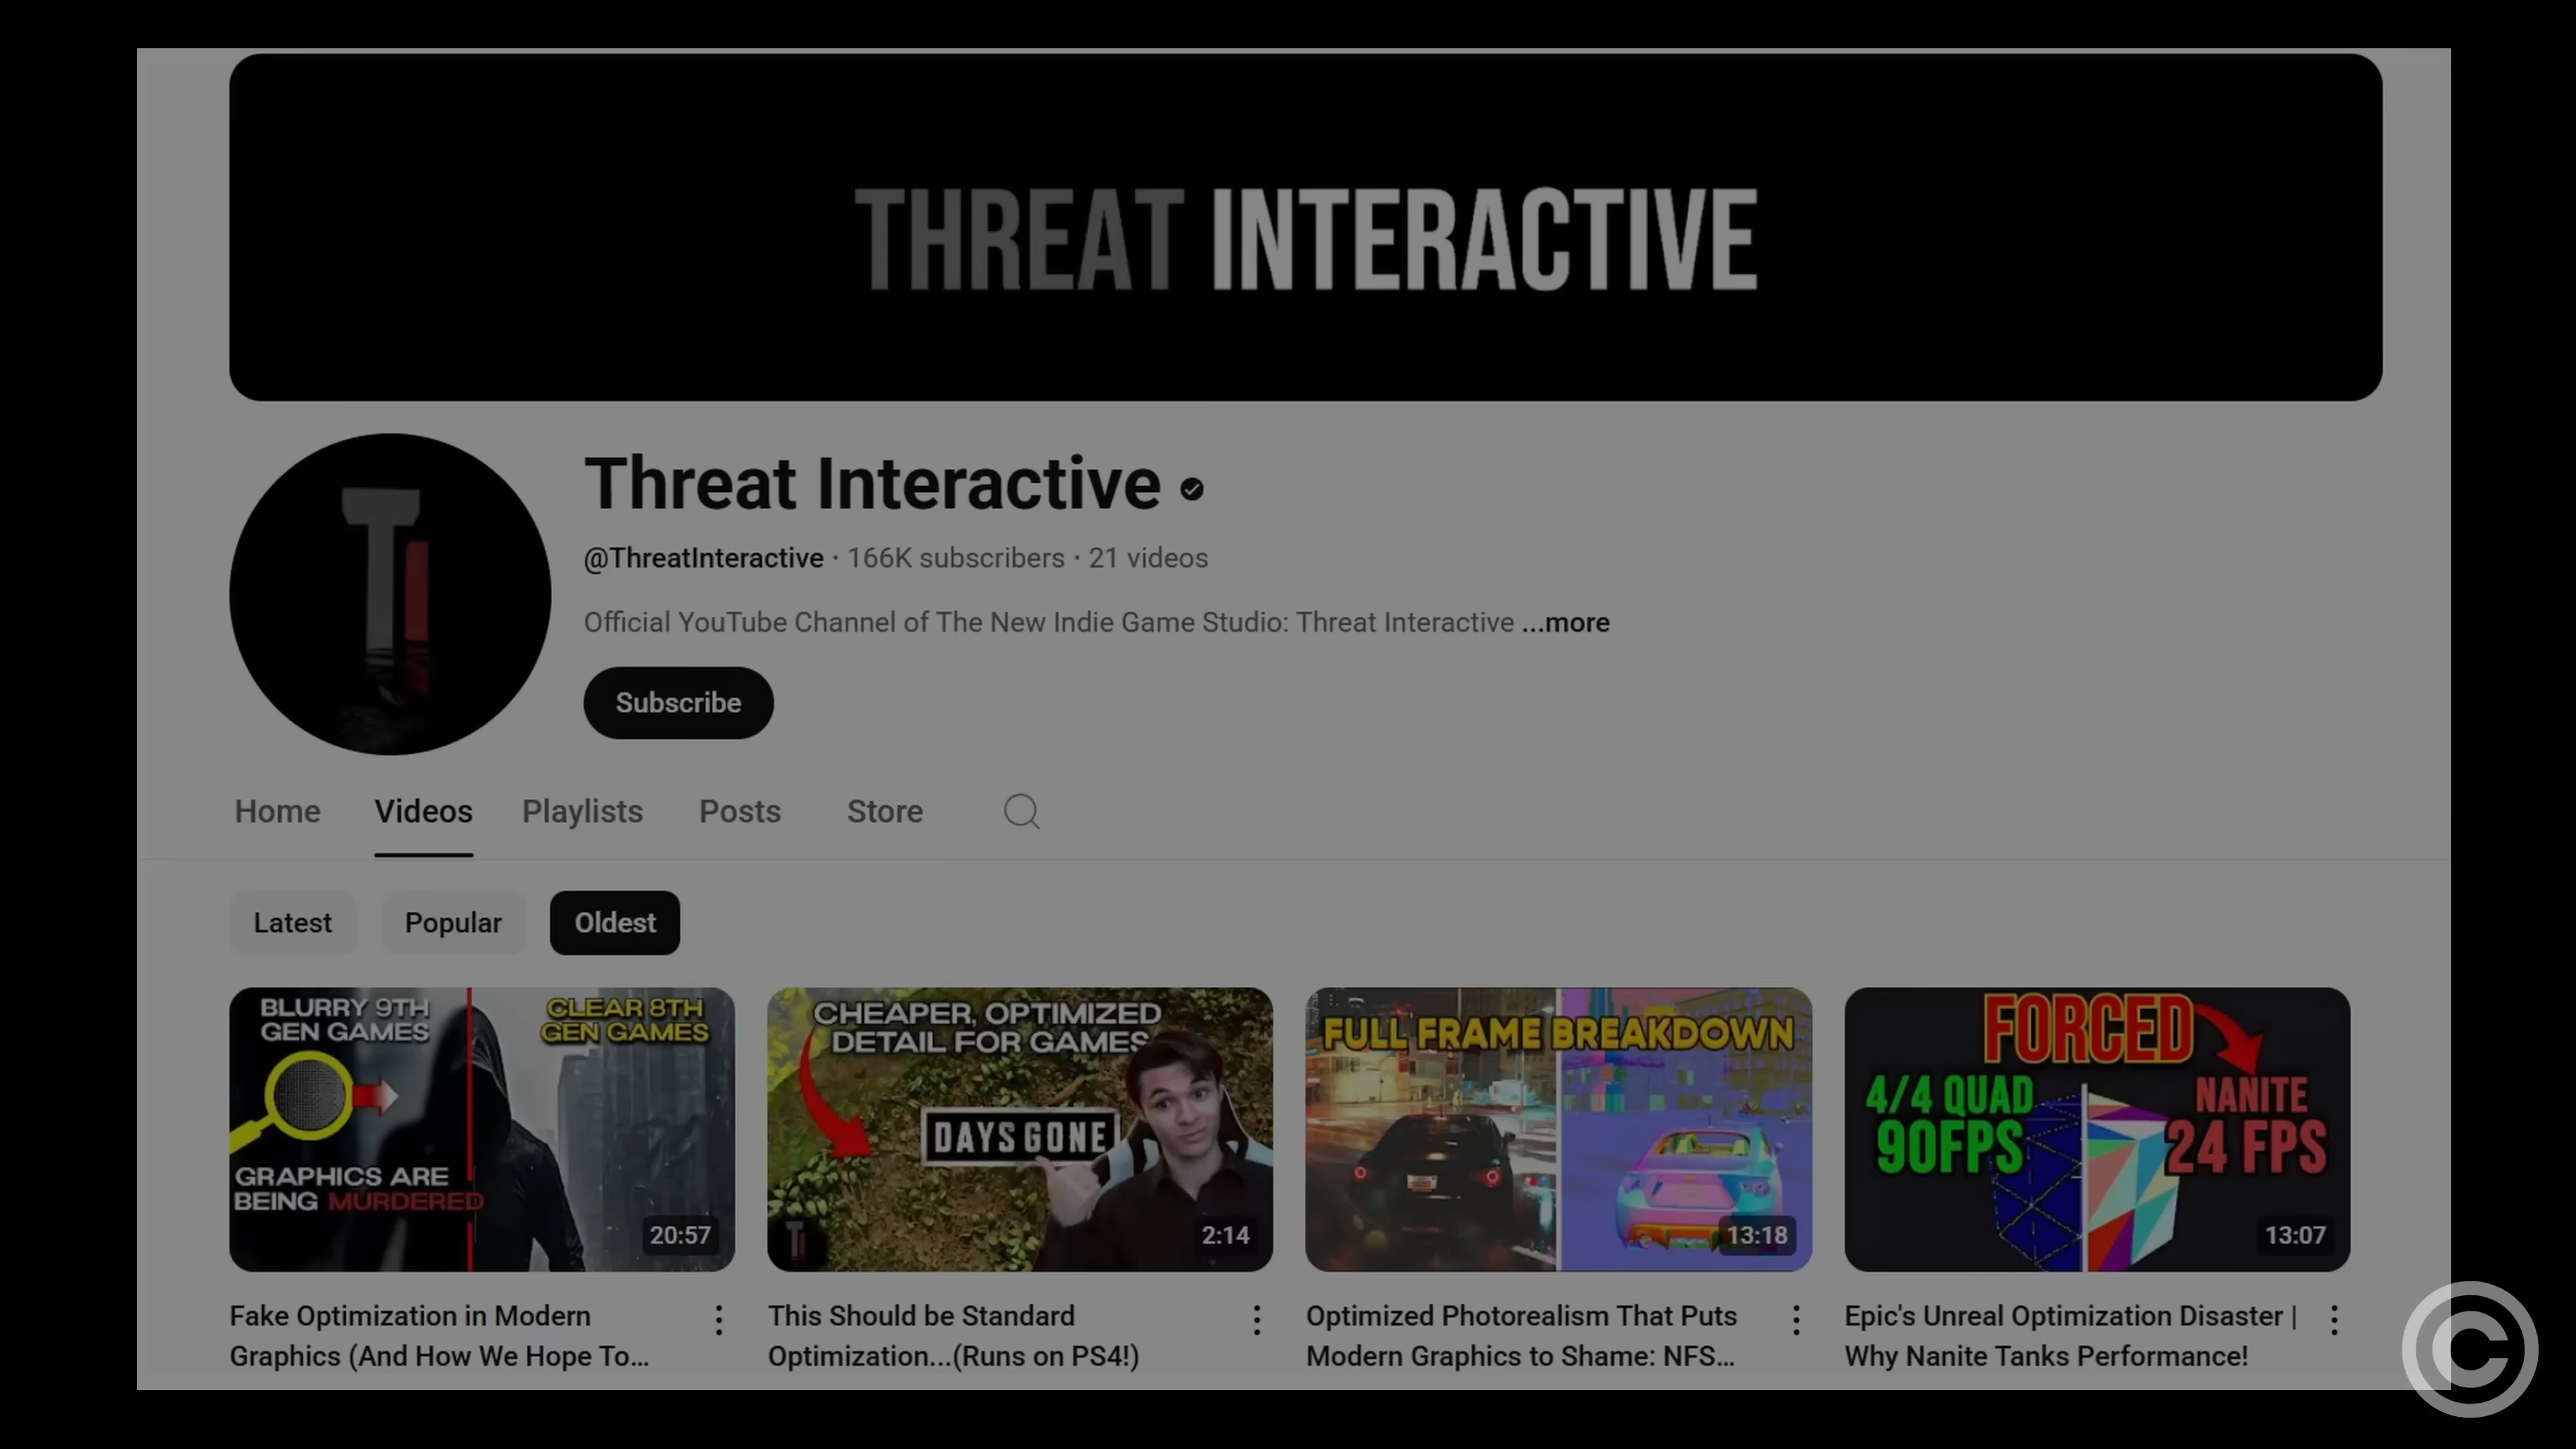 THREAT INTERACTIVE
Threat Interactive
@ThreatInteractive · 166K subscribers · 21 videos
Official YouTube Channel of The New Indie Game Studio: Threat Interactive ...more
Subscribe
Home Videos Playlists Posts Store
Latest Popular Oldest
BLURRY 9TH
GEN GAMES
CLEAR 8TH
GEN GAMES
GRAPHICS ARE
BEING MURDERED
20:57
CHEAPER, OPTIMIZED
DETAIL FOR GAMES
DAYS GONE
2:14
FULL FRAME BREAKDOWN
13:18
FORCED
4/4 QUAD
90FPS
NANITE
24 FPS
13:07
Fake Optimization in Modern
Graphics (And How We Hope To...
This Should be Standard
Optimization...(Runs on PS4!)
Optimized Photorealism That Puts
Modern Graphics to Shame: NFS...
Epic's Unreal Optimization Disaster |
Why Nanite Tanks Performance!
©